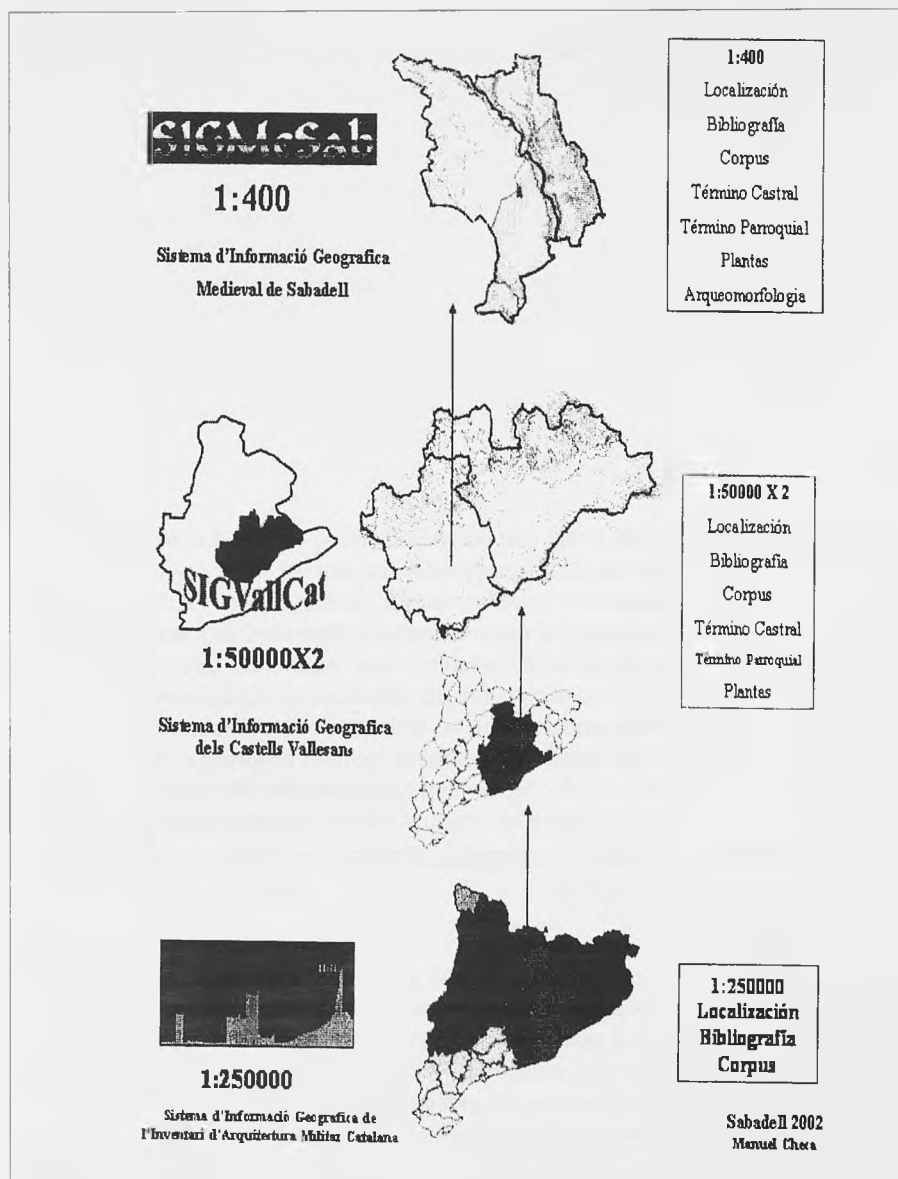 SIGMeSab
1:400
Sistema d'Informació Geografica
Medieval de Sabadell
1:400
Localización
Bibliografía
Corpus
Término Castral
Término Parroquial
Plantas
Arqueomorfologia
SIGVallCat
1:50000X2
Sistema d'Informació Geografica
dels Castells Vallesans
1:50000 X 2
Localización
Bibliografía
Corpus
Término Castral
Término Parroquial
Plantas
1:250000
Sistema d'Informació Geografica de
l'Inventari d'Arquitectura Militar Catalana
1:250000
Localización
Bibliografía
Corpus
Sabadell 2002
Manuel Checa